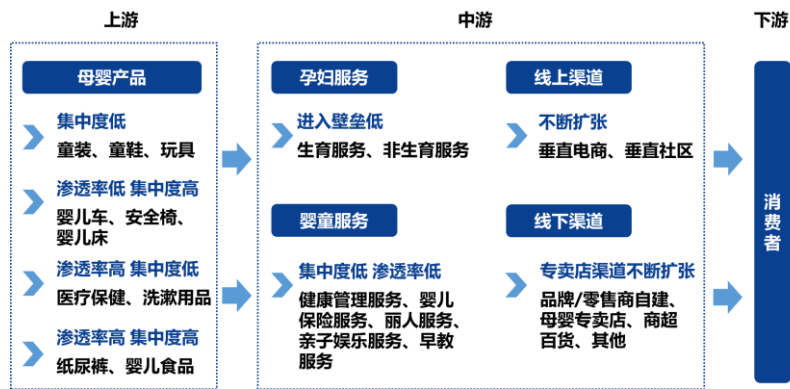 上游
中游
下游
母婴产品
集中度低
童装、童鞋、玩具
渗透率低 集中度高
婴儿车、安全椅、
婴儿床
渗透率高 集中度低
医疗保健、洗漱用品
渗透率高 集中度高
纸尿裤、婴儿食品
孕妇服务
进入壁垒低
生育服务、非生育服务
婴童服务
集中度低 渗透率低
健康管理服务、婴儿
保险服务、丽人服务、
亲子娱乐服务、早教
服务
线上渠道
不断扩张
垂直电商、垂直社区
线下渠道
专卖店渠道不断扩张
品牌/零售商自建、
母婴专卖店、商超
百货、其他
消费者